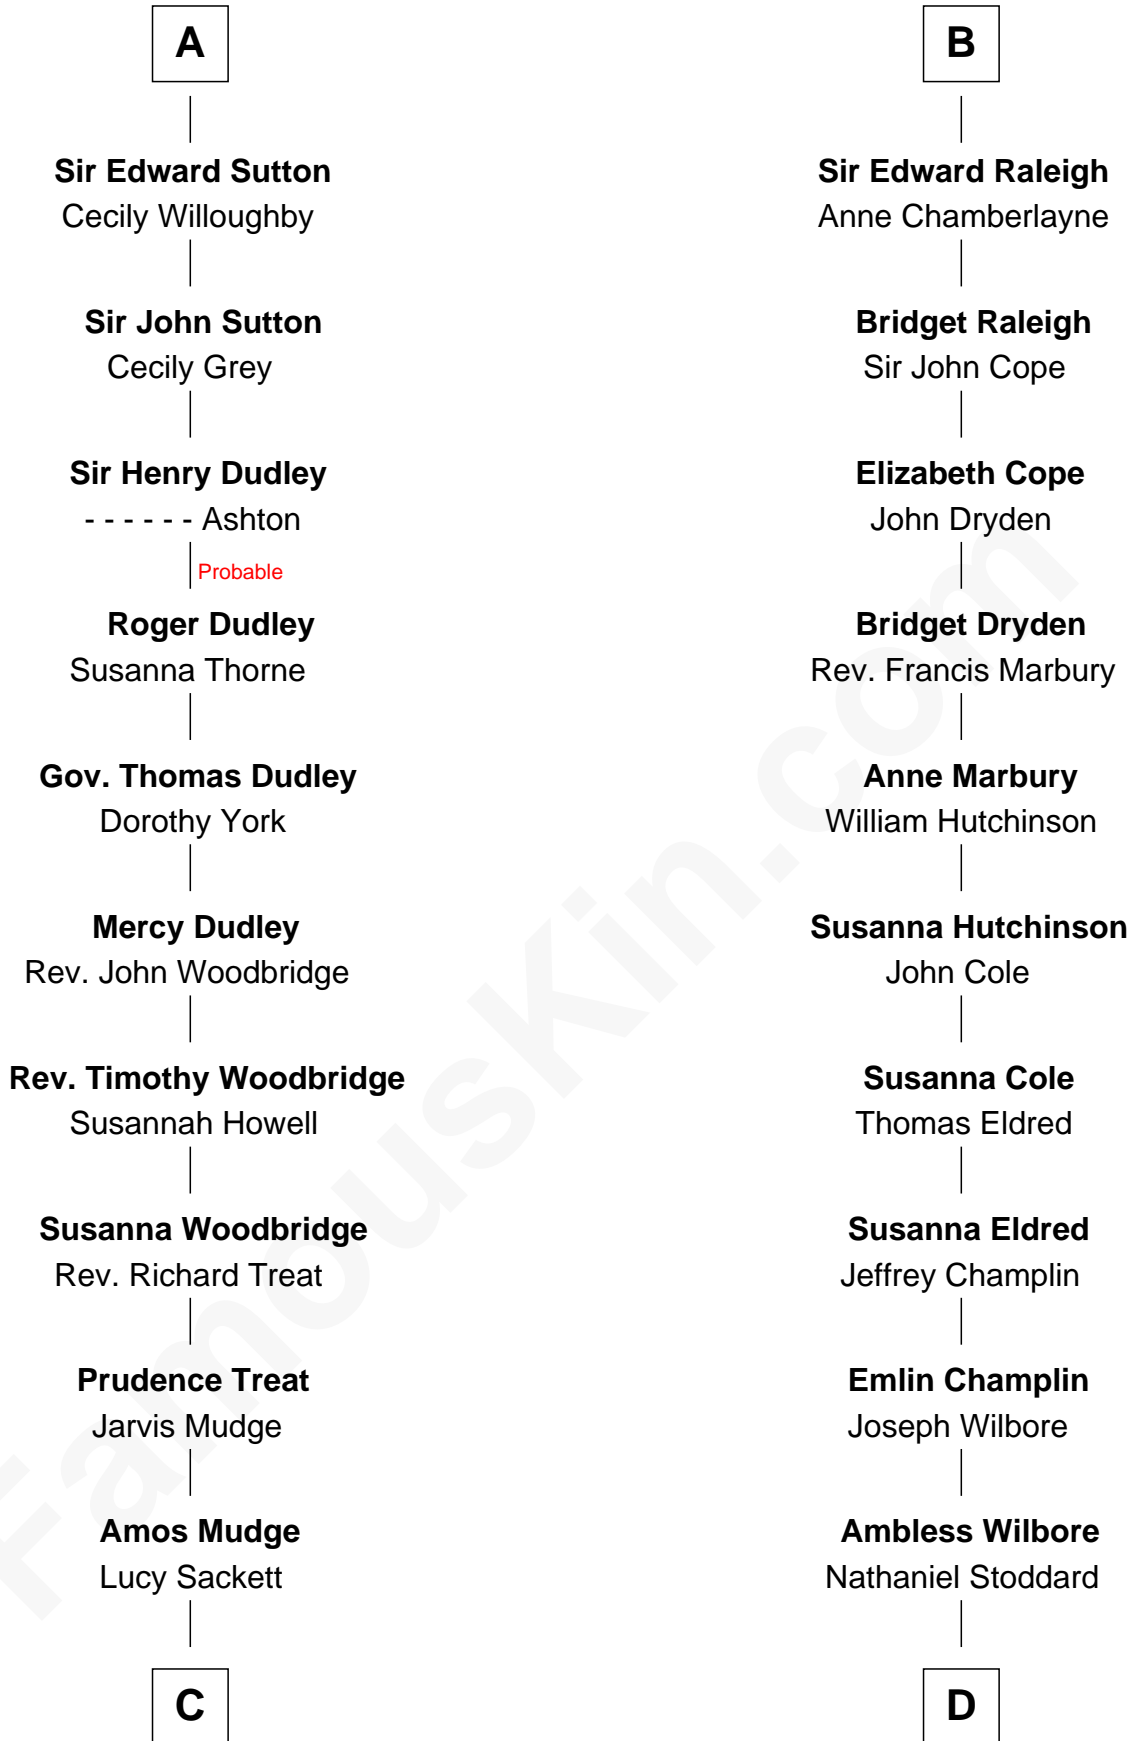 A
Sir Edward Sutton
Cecily Willoughby
Sir John Sutton
Cecily Grey
Sir Henry Dudley
- - - - - - Ashton
Probable
Roger Dudley
Susanna Thorne
Gov. Thomas Dudley
Dorothy York
Mercy Dudley
Rev. John Woodbridge
Rev. Timothy Woodbridge
Susannah Howell
Susanna Woodbridge
Rev. Richard Treat
Prudence Treat
Jarvis Mudge
Amos Mudge
Lucy Sackett
C
B
Sir Edward Raleigh
Anne Chamberlayne
Bridget Raleigh
Sir John Cope
Elizabeth Cope
John Dryden
Bridget Dryden
Rev. Francis Marbury
Anne Marbury
William Hutchinson
Susanna Hutchinson
John Cole
Susanna Cole
Thomas Eldred
Susanna Eldred
Jeffrey Champlin
Emlin Champlin
Joseph Wilbore
Ambless Wilbore
Nathaniel Stoddard
D
FamousKin.com